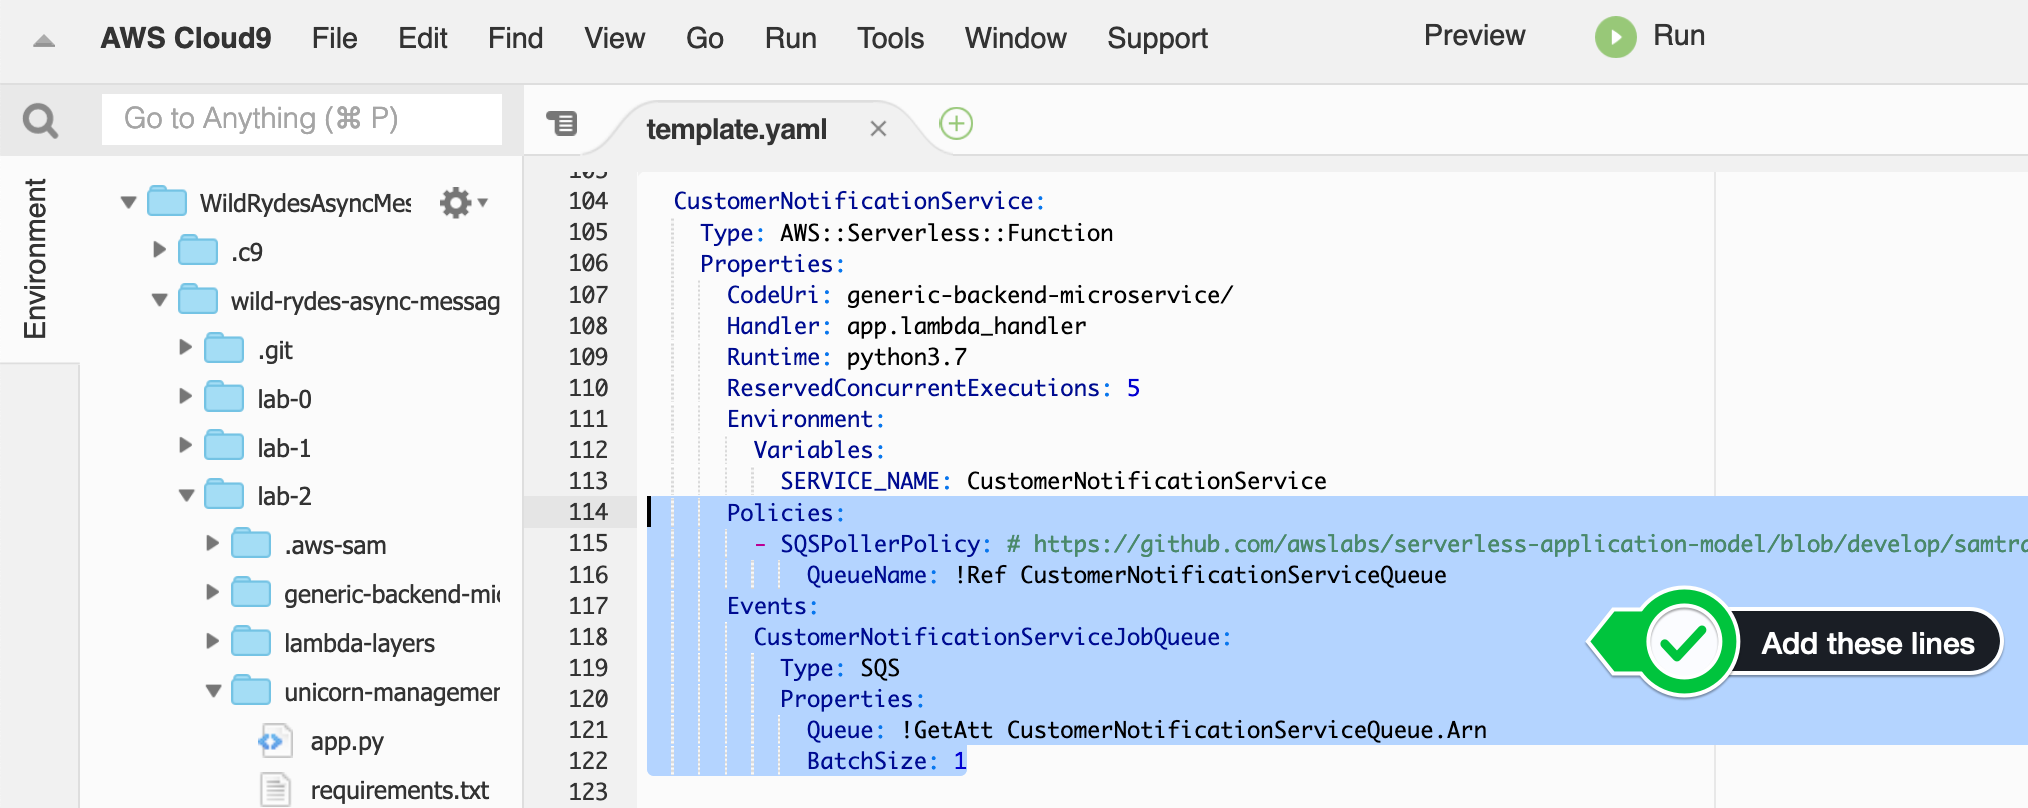 AWS Cloud9 File Edit Find View Go Run Tools Window Support Preview Run
Go to Anything (⌘ P)
template.yaml
Environment
WildRydesAsyncMes
.c9
wild-rydes-async-messag
.git
lab-0
lab-1
lab-2
.aws-sam
generic-backend-mic
lambda-layers
unicorn-managemen
app.py
requirements.txt
103
104 CustomerNotificationService:
105 Type: AWS::Serverless::Function
106 Properties:
107 CodeUri: generic-backend-microservice/
108 Handler: app.lambda_handler
109 Runtime: python3.7
110 ReservedConcurrentExecutions: 5
111 Environment:
112 Variables:
113 SERVICE_NAME: CustomerNotificationService
114 Policies:
115 - SQSPollerPolicy: # https://github.com/awslabs/serverless-application-model/blob/develop/samtra
116 QueueName: !Ref CustomerNotificationServiceQueue
117 Events:
118 CustomerNotificationServiceJobQueue:
119 Type: SQS
120 Properties:
121 Queue: !GetAtt CustomerNotificationServiceQueue.Arn
122 BatchSize: 1
123
Add these lines